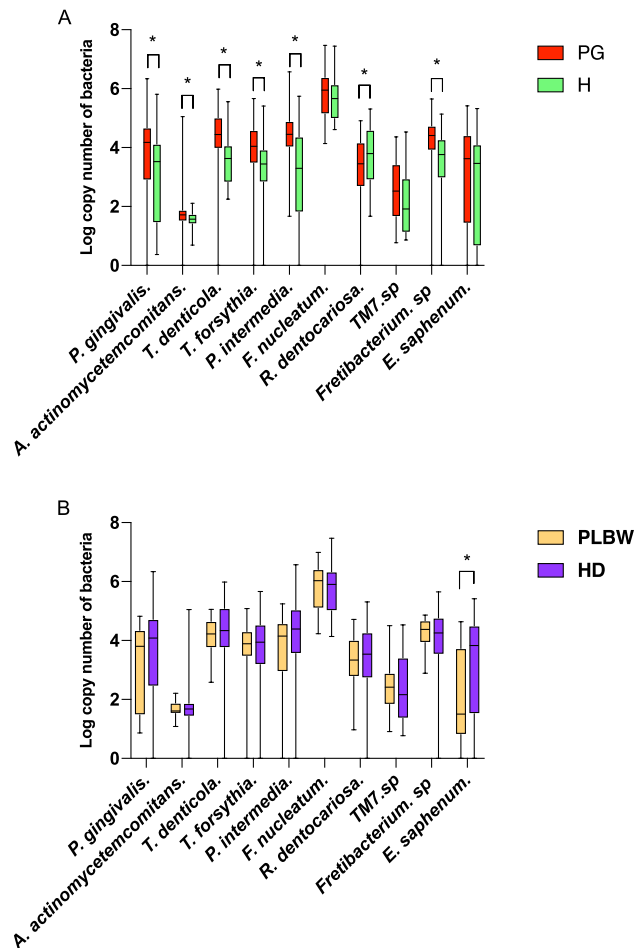 A
Log copy number of bacteria
8
6
4
2
0
*
*
*
*
*
*
*
PG
H
P. gingivalis.
A. actinomycetemcomitans.
T. denticola.
T. forsythia.
P. intermedia.
F. nucleatum.
R. dentocariosa.
TM7.sp
Fretibacterium. sp
E. saphenum.
B
Log copy number of bacteria
8
6
4
2
0
*
PLBW
HD
P. gingivalis.
A. actinomycetemcomitans.
T. denticola.
T. forsythia.
P. intermedia.
F. nucleatum.
R. dentocariosa.
TM7.sp
Fretibacterium. sp
E. saphenum.